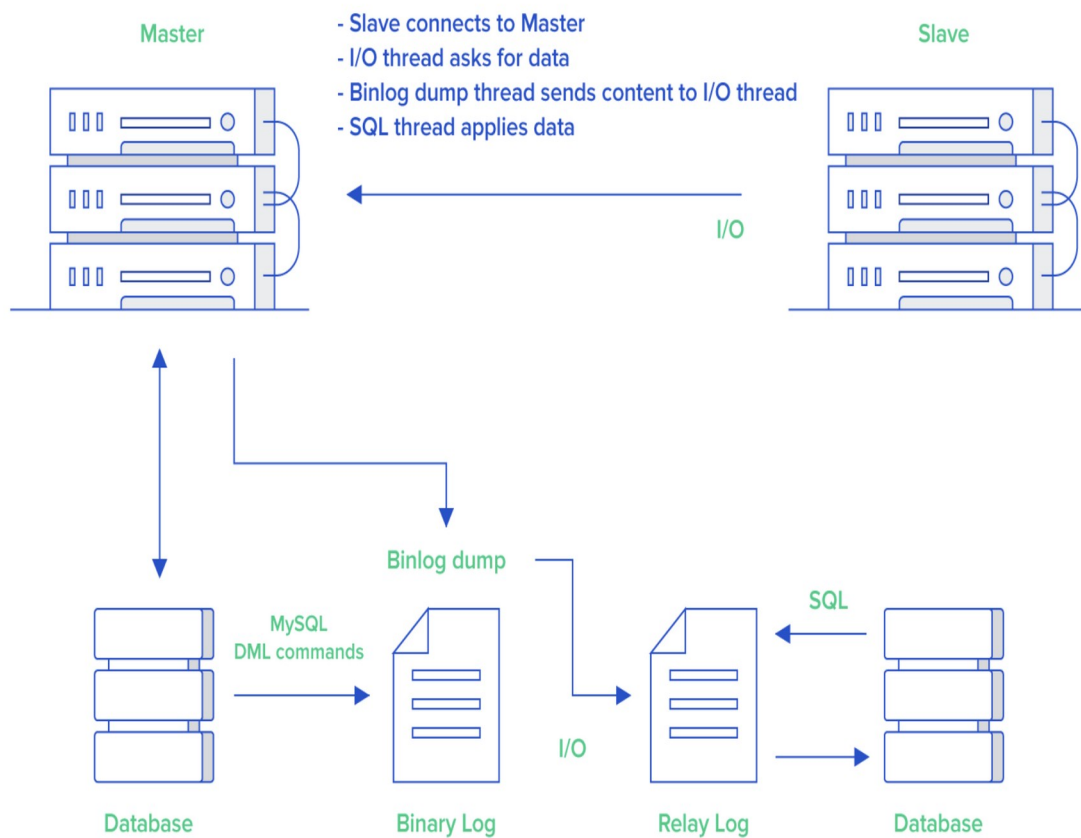 Master
- Slave connects to Master
- I/O thread asks for data
- Binlog dump thread sends content to I/O thread
- SQL thread applies data
Slave
I/O
Binlog dump
MySQL
DML commands
SQL
I/O
Database
Binary Log
Relay Log
Database